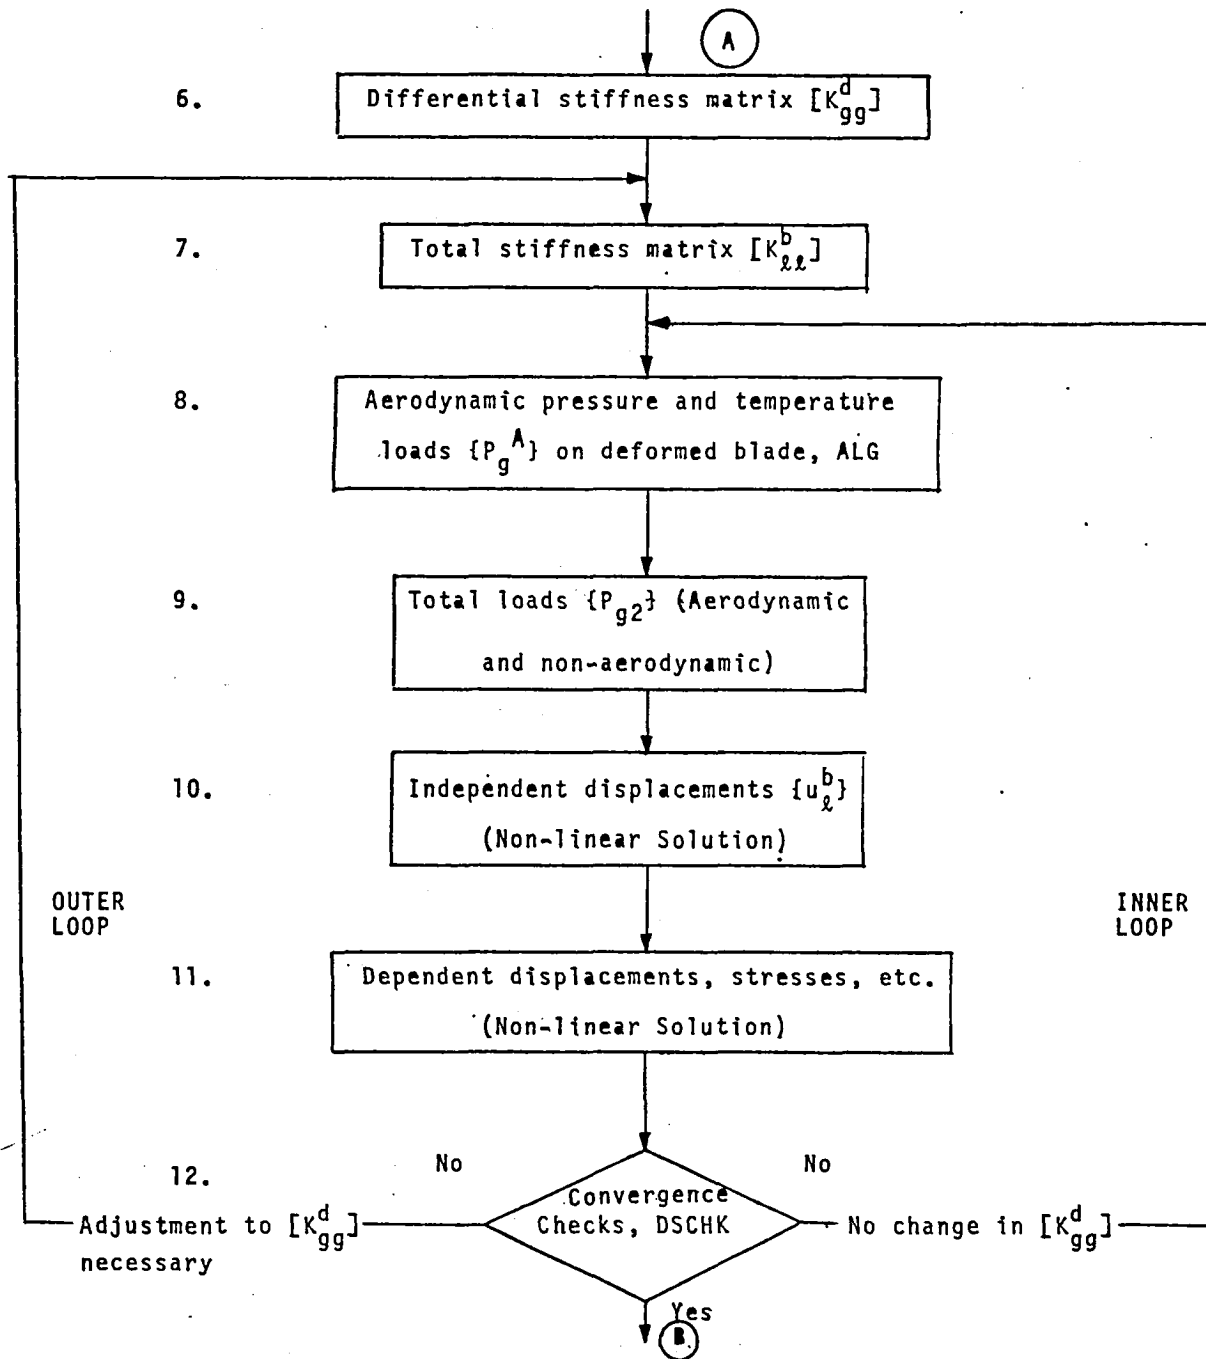 A
6. Differential stiffness matrix [K^d_gg]
7. Total stiffness matrix [K^b_ℓℓ]
8. Aerodynamic pressure and temperature
loads {P_g^A} on deformed blade, ALG
9. Total loads {P_g2} (Aerodynamic
and non-aerodynamic)
10. Independent displacements {u^b_ℓ}
(Non-linear Solution)
OUTER
LOOP
INNER
LOOP
11. Dependent displacements, stresses, etc.
(Non-linear Solution)
12.
No
No
Convergence
Checks, DSCHK
Adjustment to [K^d_gg]
necessary
No change in [K^d_gg]
Yes
B